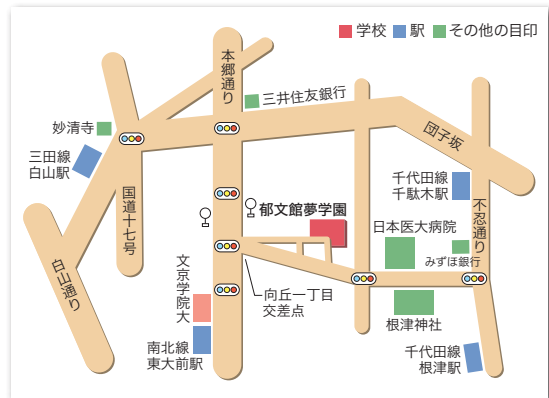 学校 駅 その他の目印
本郷通り
三井住友銀行
妙清寺
三田線
白山駅
団子坂
千代田線
千駄木駅
国道十七号
郁文館夢学園
不忍通り
日本医大病院
みずほ銀行
白山通り
文京学院大
向丘一丁目
交差点
根津神社
南北線
東大前駅
千代田線
根津駅